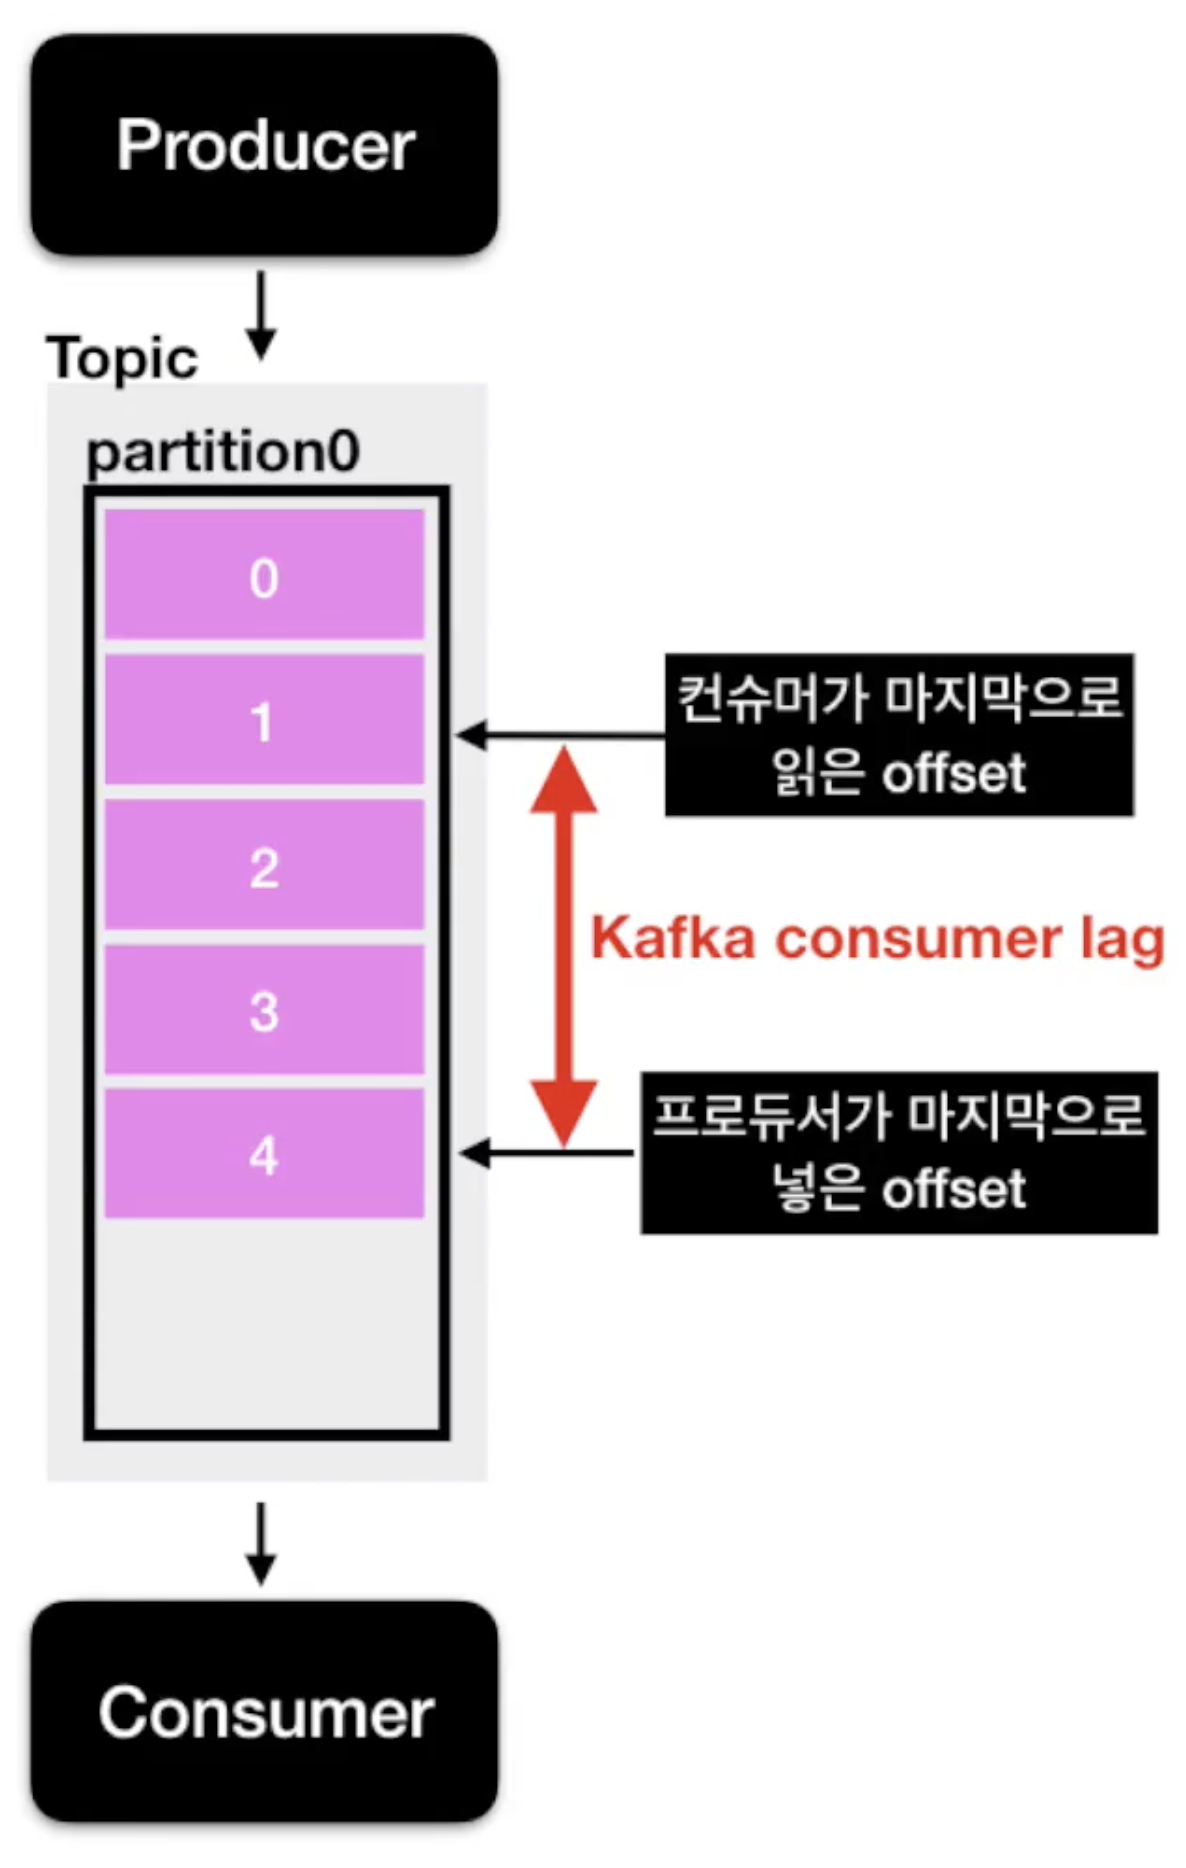 Producer
Topic
partition0
0
1
2
3
4
컨슈머가 마지막으로
읽은 offset
Kafka consumer lag
프로듀서가 마지막으로
넣은 offset
Consumer